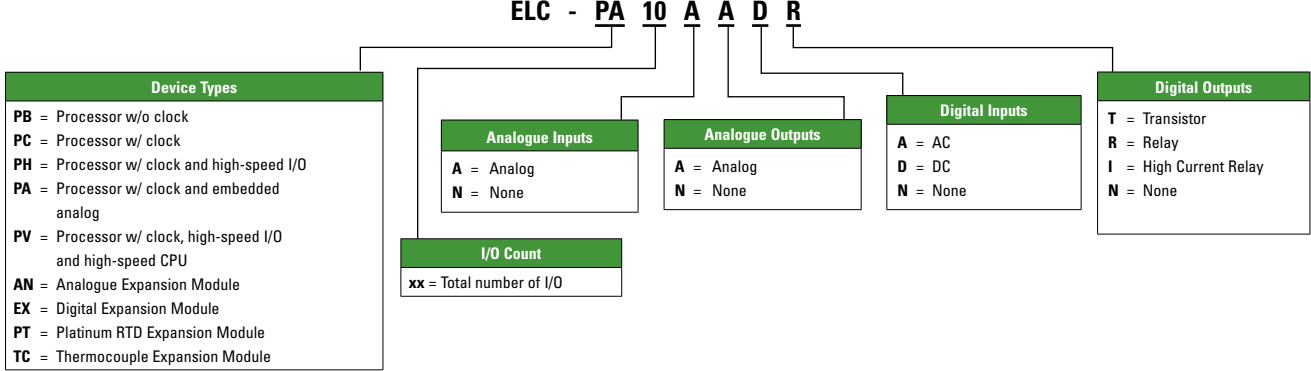 ELC - PA 10 A A D R
Device Types
PB = Processor w/o clock
PC = Processor w/ clock
PH = Processor w/ clock and high-speed I/O
PA = Processor w/ clock and embedded
analog
PV = Processor w/ clock, high-speed I/O
and high-speed CPU
AN = Analogue Expansion Module
EX = Digital Expansion Module
PT = Platinum RTD Expansion Module
TC = Thermocouple Expansion Module
I/O Count
xx = Total number of I/O
Analogue Inputs
A = Analog
N = None
Analogue Outputs
A = Analog
N = None
Digital Inputs
A = AC
D = DC
N = None
Digital Outputs
T = Transistor
R = Relay
I = High Current Relay
N = None